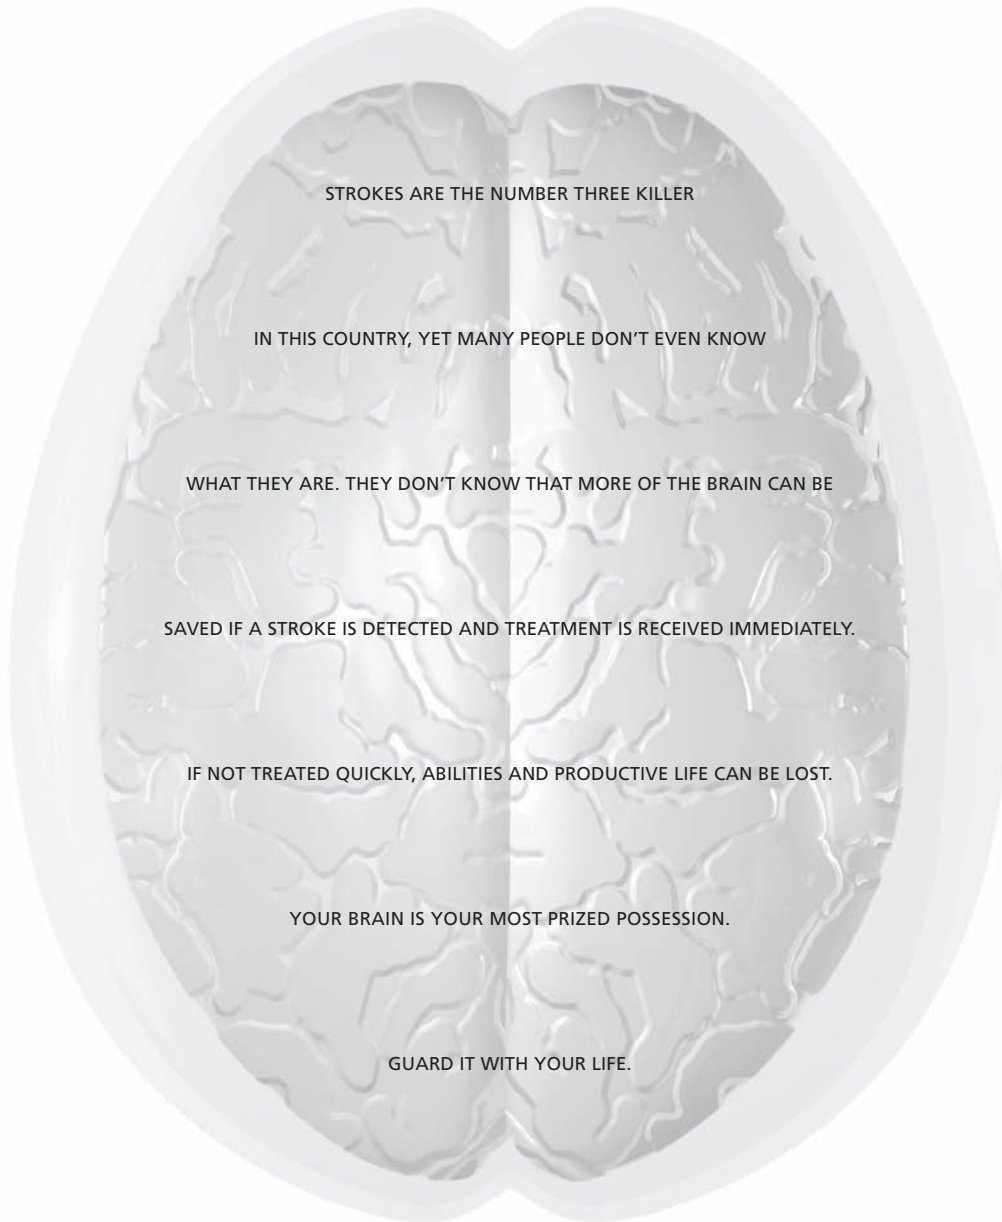 STROKES ARE THE NUMBER THREE KILLER
IN THIS COUNTRY, YET MANY PEOPLE DON’T EVEN KNOW
WHAT THEY ARE. THEY DON’T KNOW THAT MORE OF THE BRAIN CAN BE
SAVED IF A STROKE IS DETECTED AND TREATMENT IS RECEIVED IMMEDIATELY.
IF NOT TREATED QUICKLY, ABILITIES AND PRODUCTIVE LIFE CAN BE LOST.
YOUR BRAIN IS YOUR MOST PRIZED POSSESSION.
GUARD IT WITH YOUR LIFE.